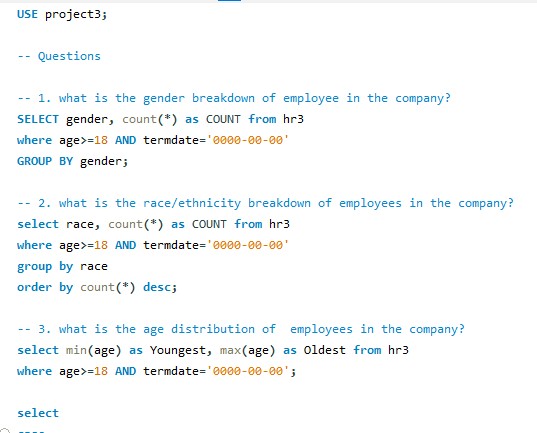 USE project3;
-- Questions
-- 1. what is the gender breakdown of employee in the company?
SELECT gender, count(*) as COUNT from hr3
where age>=18 AND termdate='0000-00-00'
GROUP BY gender;
-- 2. what is the race/ethnicity breakdown of employees in the company?
select race, count(*) as COUNT from hr3
where age>=18 AND termdate='0000-00-00'
group by race
order by count(*) desc;
-- 3. what is the age distribution of  employees in the company?
select min(age) as Youngest, max(age) as Oldest from hr3
where age>=18 AND termdate='0000-00-00';
select